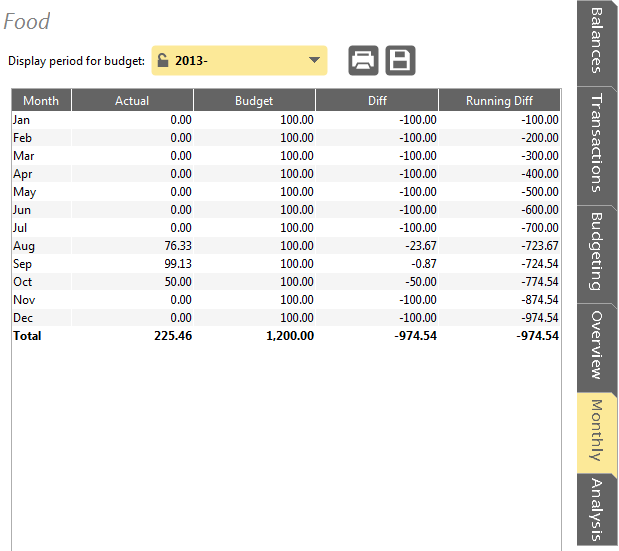 Food
Display period for budget: 2013-
Month Actual Budget Diff Running Diff
Jan 0.00 100.00 -100.00 -100.00
Feb 0.00 100.00 -100.00 -200.00
Mar 0.00 100.00 -100.00 -300.00
Apr 0.00 100.00 -100.00 -400.00
May 0.00 100.00 -100.00 -500.00
Jun 0.00 100.00 -100.00 -600.00
Jul 0.00 100.00 -100.00 -700.00
Aug 76.33 100.00 -23.67 -723.67
Sep 99.13 100.00 -0.87 -724.54
Oct 50.00 100.00 -50.00 -774.54
Nov 0.00 100.00 -100.00 -874.54
Dec 0.00 100.00 -100.00 -974.54
Total 225.46 1,200.00 -974.54 -974.54
Balances
Transactions
Budgeting
Overview
Monthly
Analysis